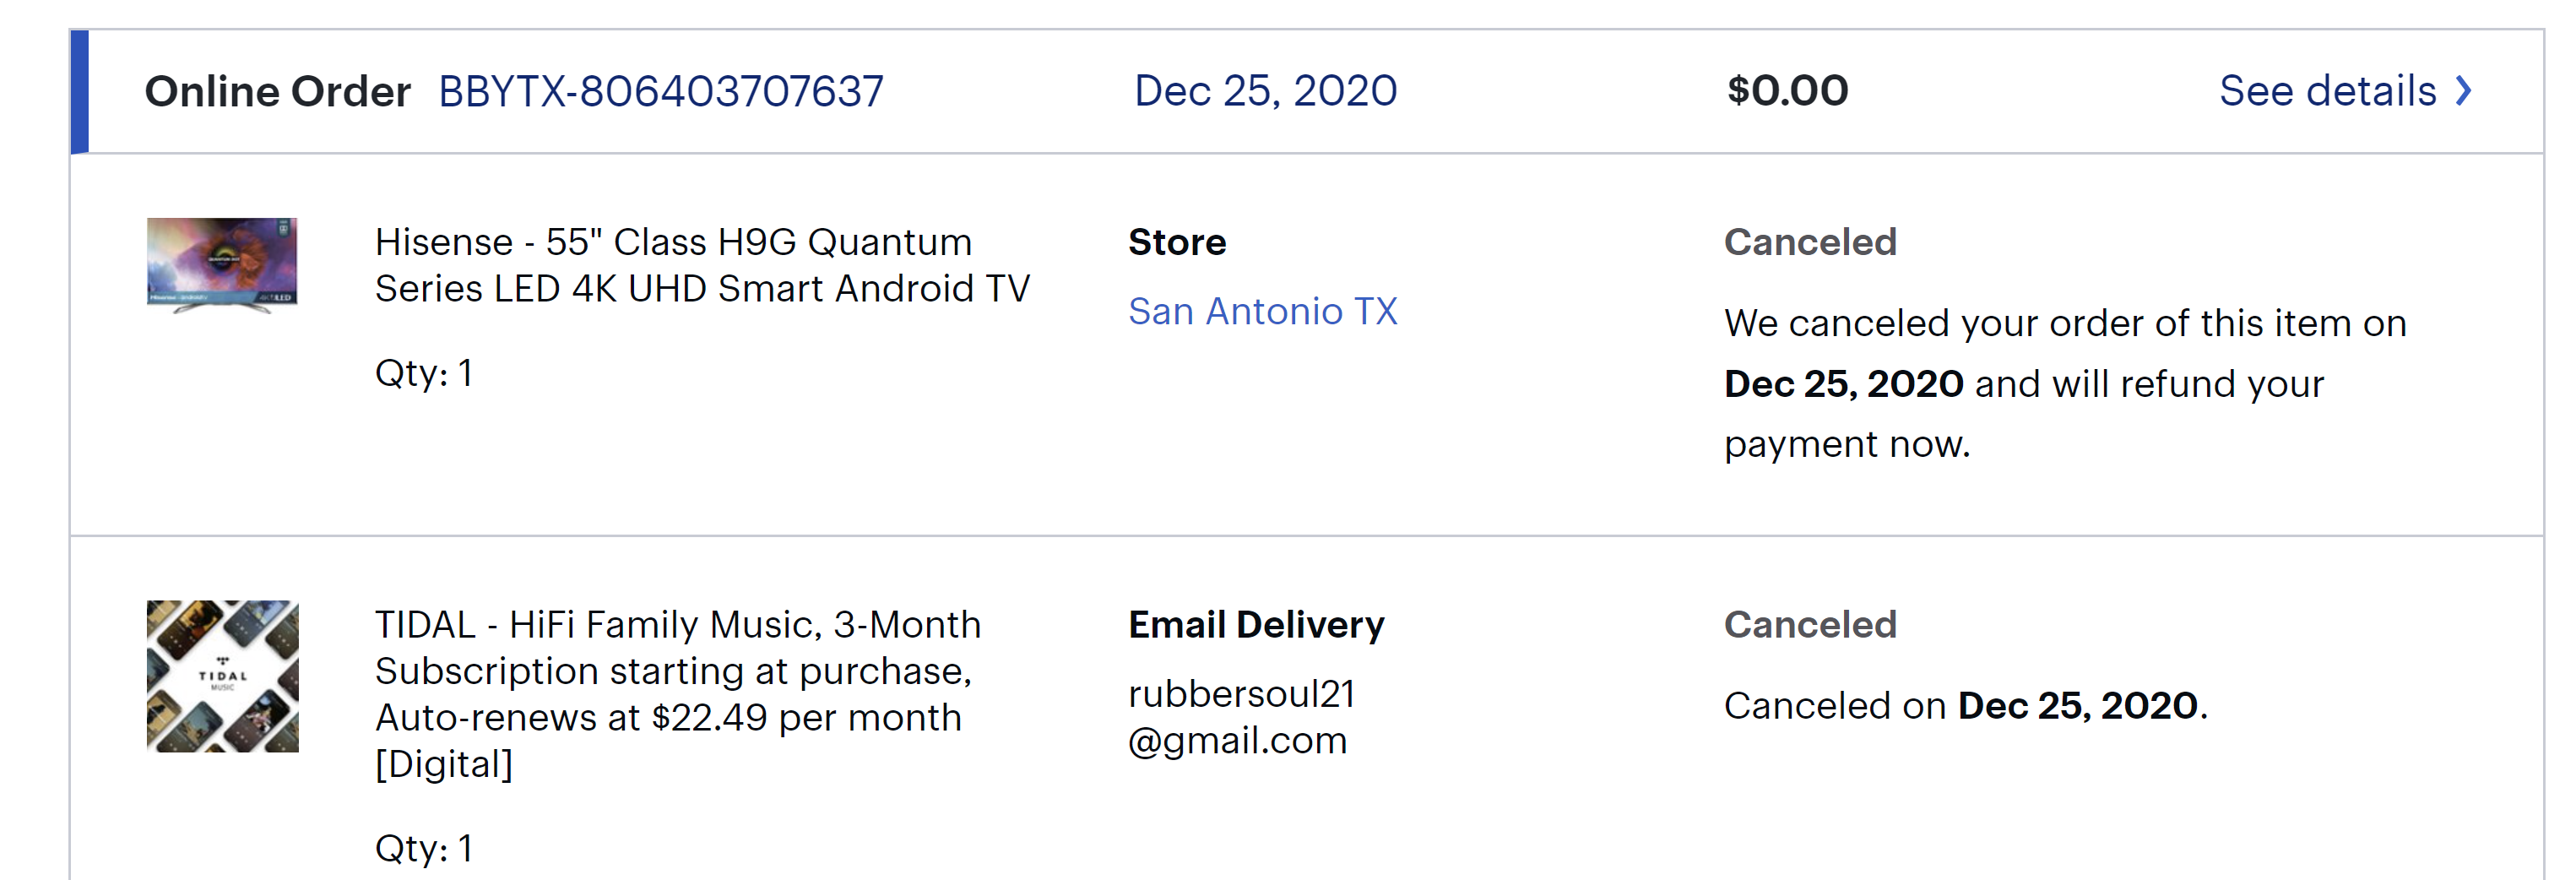 Online Order BBYTX-806403707637 Dec 25, 2020 $0.00 See details
Hisense - 55" Class H9G Quantum
Series LED 4K UHD Smart Android TV
Qty: 1
Store
San Antonio TX
Canceled
We canceled your order of this item on
Dec 25, 2020 and will refund your
payment now.
TIDAL
MUSIC
TIDAL - HiFi Family Music, 3-Month
Subscription starting at purchase,
Auto-renews at $22.49 per month
[Digital]
Qty: 1
Email Delivery
rubbersoul21
@gmail.com
Canceled
Canceled on Dec 25, 2020.